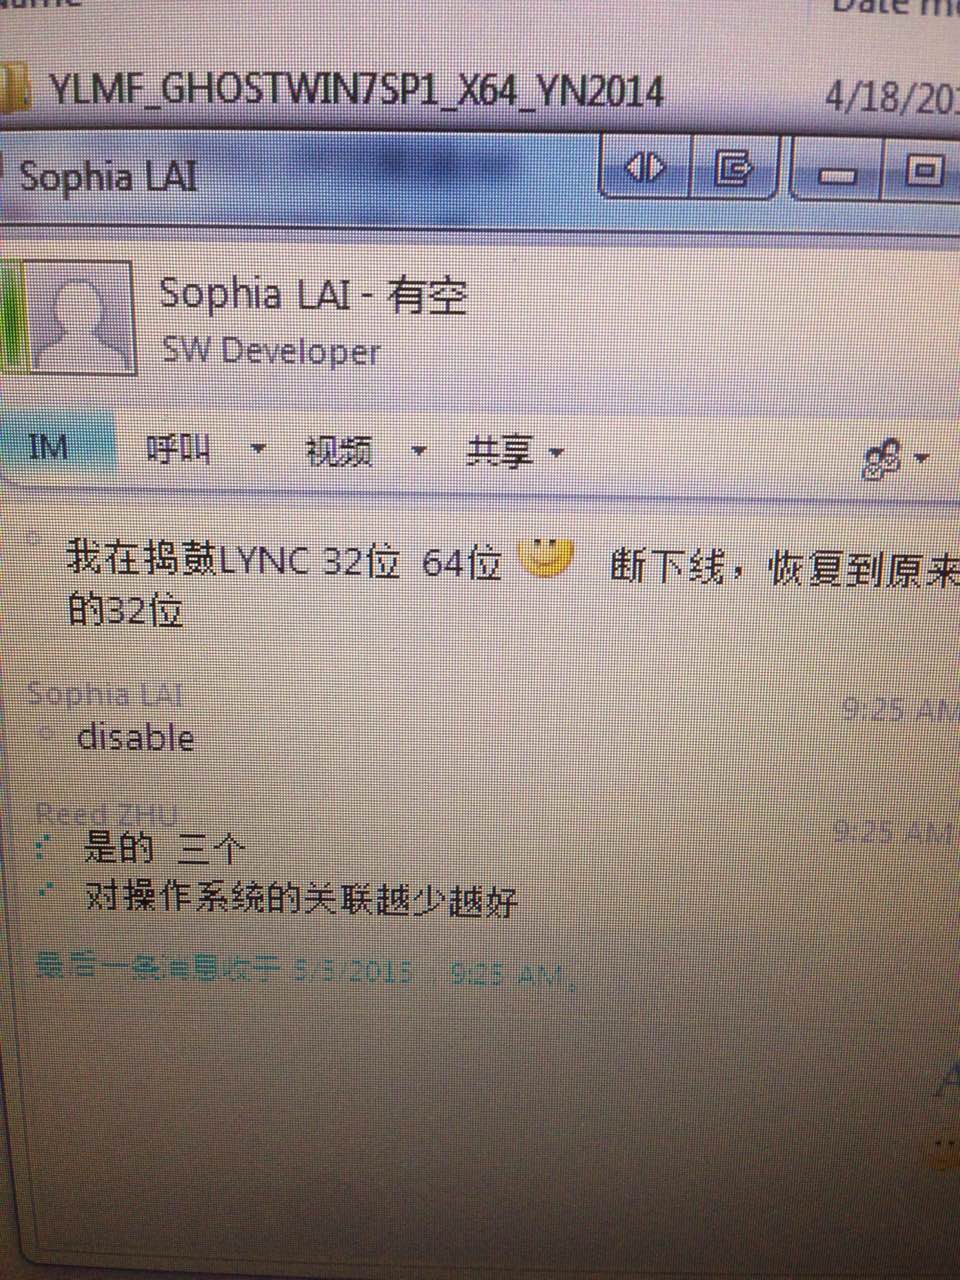 YLMF_GHOSTWIN7SP1_X64_YN2014
4/18/201
Sophia LAI
Sophia LAI - 有空
SW Developer
IM 呼叫 视频 共享
我在捣鼓LYNC 32位 64位 断下线，恢复到原来
的32位
Sophia LAI 9:25 AM
disable
Reed ZHU 9:25 AM
是的 三个
对操作系统的关联越少越好
最后一条消息收于 5/5/2015，9:25 AM。
A